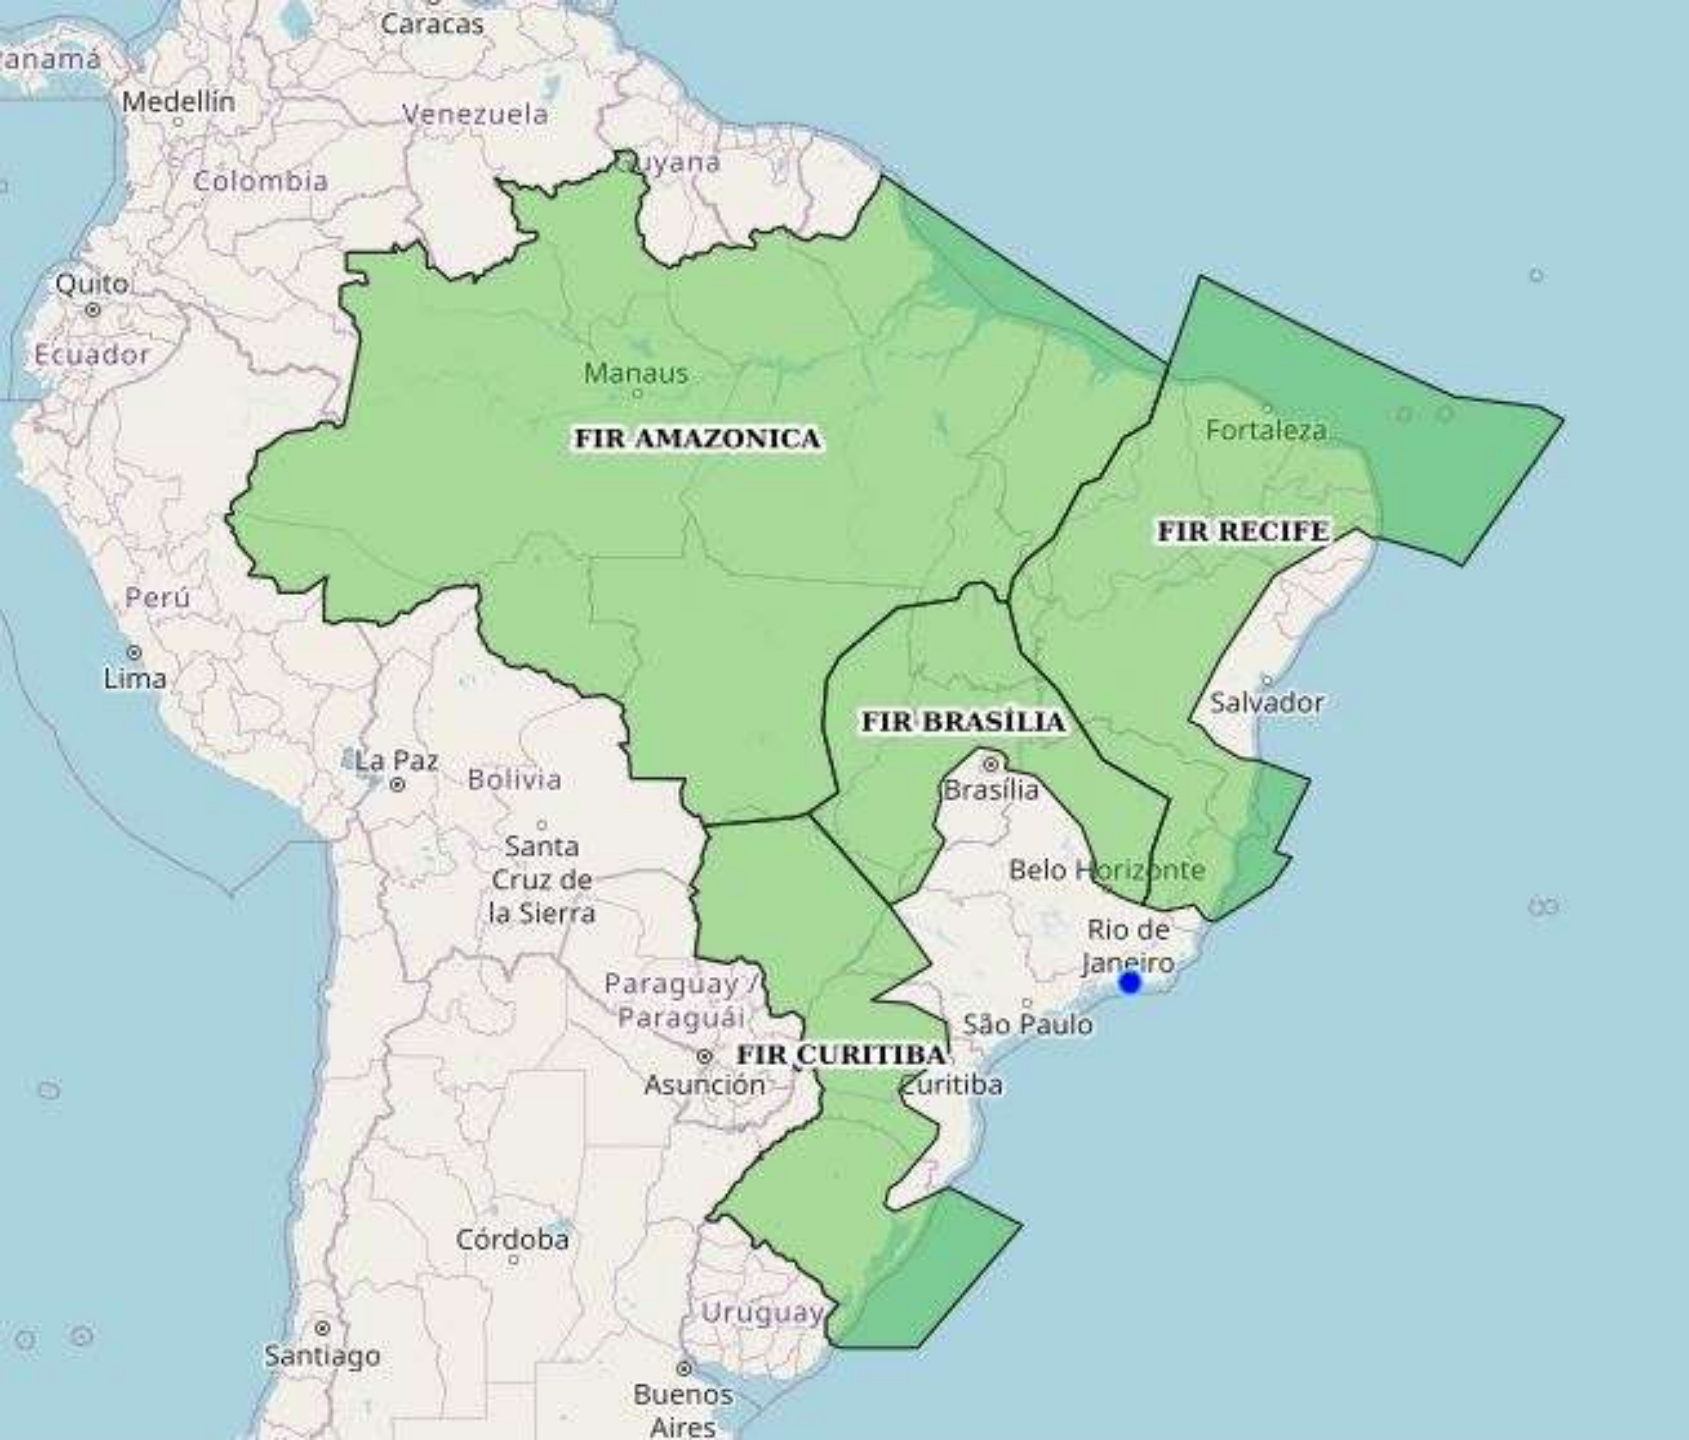 Caracas
anamá
Medellín
Venezuela
Guyana
Colombia
Quito
Ecuador
Manaus
FIR AMAZONICA
Fortaleza
FIR RECIFE
Perú
Lima
Salvador
FIR BRASÍLIA
La Paz
Bolivia
Brasília
Santa
Cruz de
la Sierra
Belo Horizonte
Rio de
Janeiro
Paraguay /
Paraguái
São Paulo
FIR CURITIBA
Asunción
Curitiba
Córdoba
Uruguay
Santiago
Buenos
Aires